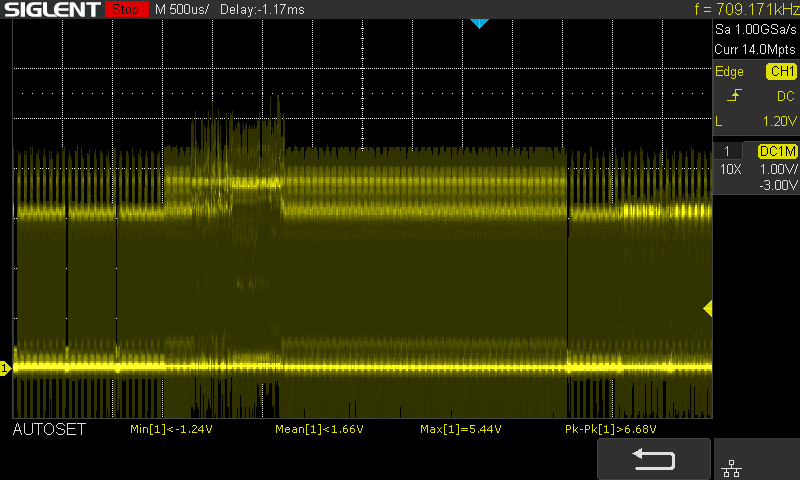 SIGLENT Stop M 500us/ Delay:-1.17ms f = 709.171kHz
Sa 1.00GSa/s
Curr 14.0Mpts
Edge CH1
DC
L 1.20V
1 DC1M
10X 1.00V/
-3.00V
1
AUTOSET Min[1]<-1.24V Mean[1]<1.66V Max[1]=5.44V Pk-Pk[1]>6.68V